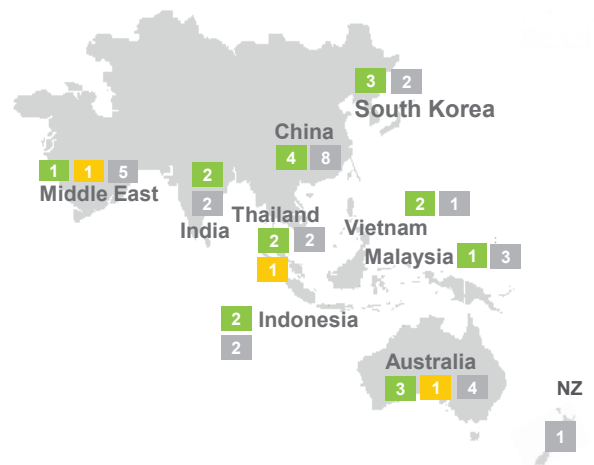 3 2
South Korea
China
4 8
1 1 5
Middle East
2
2
India
Thailand
2 2
1
2 1
Vietnam
Malaysia 1 3
2 Indonesia
2
Australia
3 1 4
NZ
1